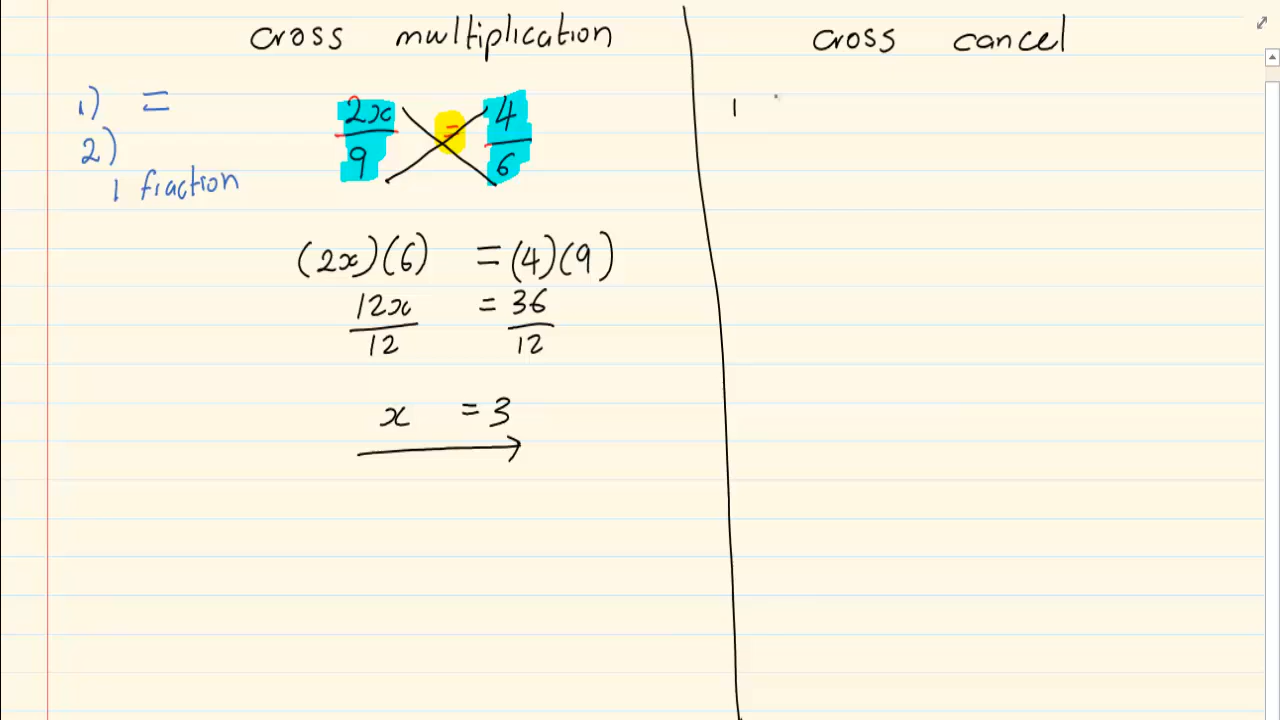 cross multiplication
1) =
2)
1 fraction
2x/9 = 4/6
(2x)(6) = (4)(9)
12x/12 = 36/12
x = 3
cross cancel
1